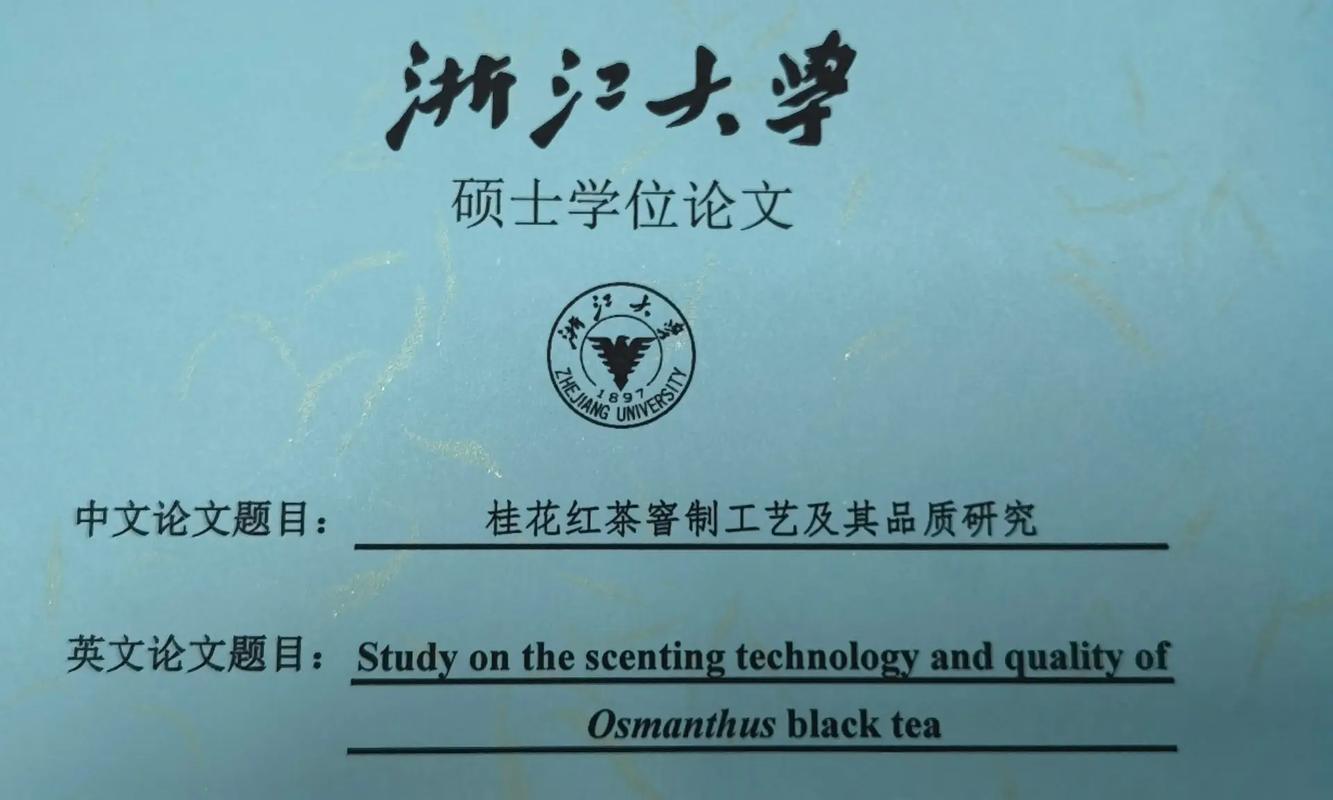 浙江大学
硕士学位论文
浙江大学
1897
ZHEJIANG UNIVERSITY
中文论文题目： 桂花红茶窨制工艺及其品质研究
英文论文题目： Study on the scenting technology and quality of
Osmanthus black tea